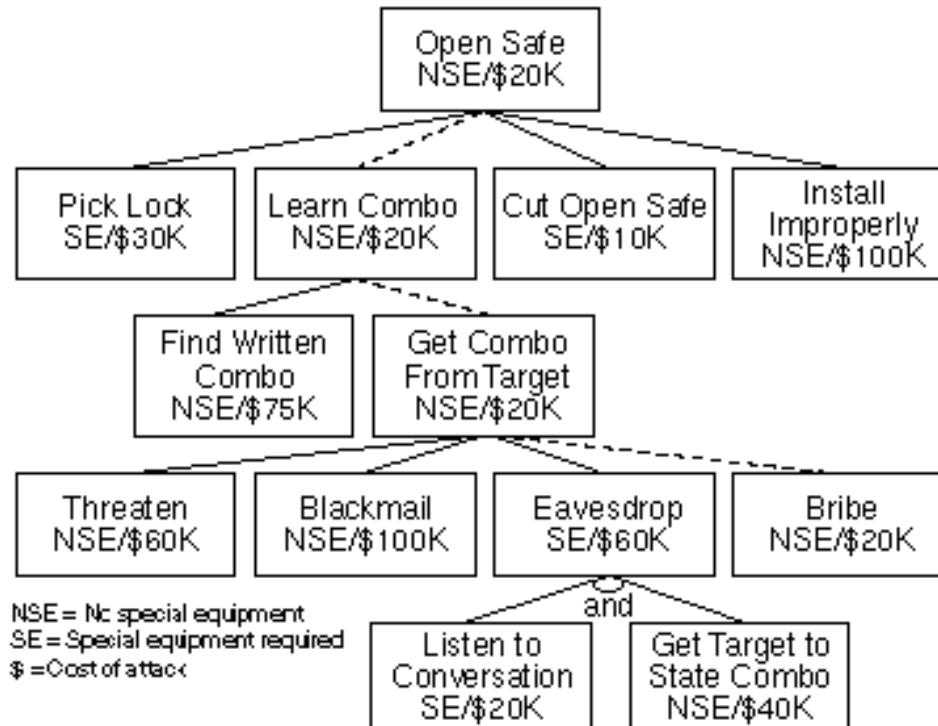 Open Safe
NSE/$20K
Pick Lock
SE/$30K
Learn Combo
NSE/$20K
Cut Open Safe
SE/$10K
Install
Improperly
NSE/$100K
Find Written
Combo
NSE/$75K
Get Combo
From Target
NSE/$20K
Threaten
NSE/$60K
Blackmail
NSE/$100K
Eavesdrop
SE/$60K
Bribe
NSE/$20K
and
Listen to
Conversation
SE/$20K
Get Target to
State Combo
NSE/$40K
NSE = No special equipment
SE = Special equipment required
$ = Cost of attack